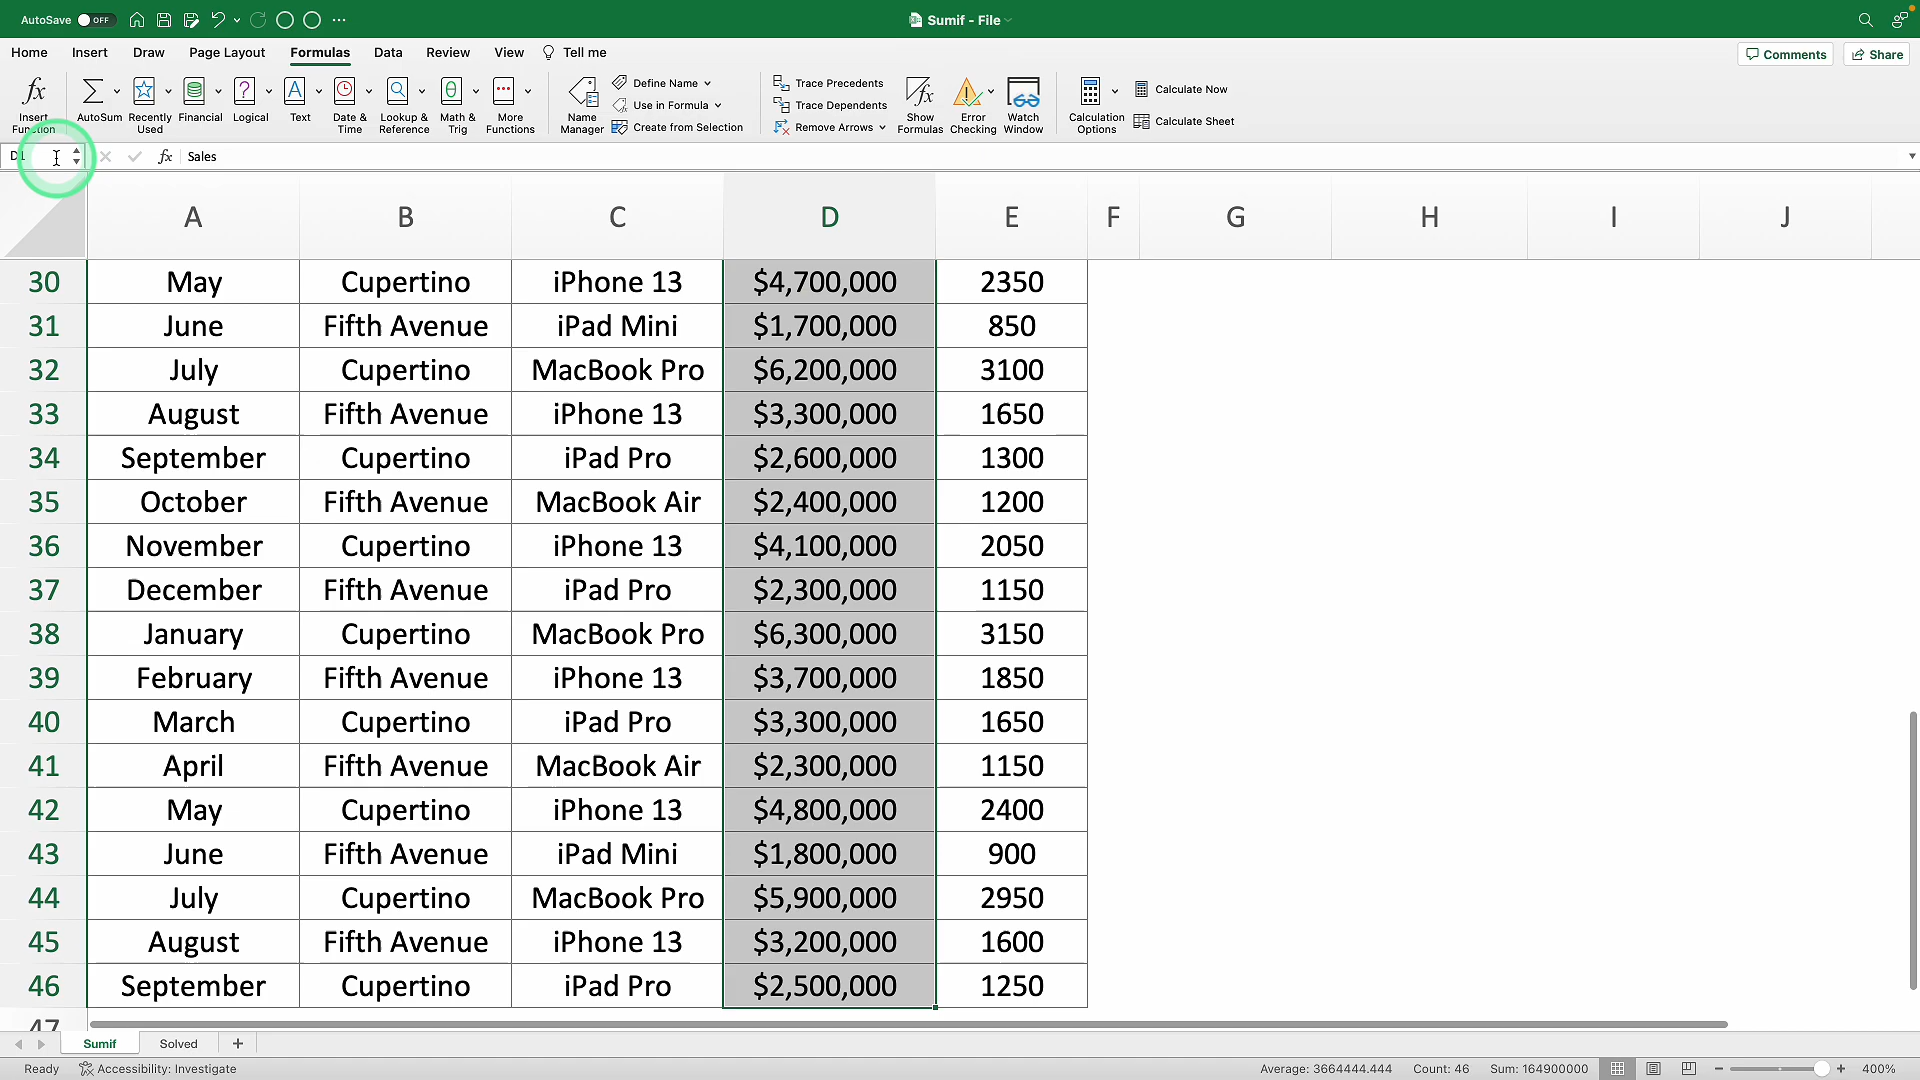 AutoSave OFF
Sumif - File
Home Insert Draw Page Layout Formulas Data Review View Tell me Comments Share
Insert Function
AutoSum
Recently Used
Financial
Logical
Text
Date & Time
Lookup & Reference
Math & Trig
More Functions
Name Manager
Define Name
Use in Formula
Create from Selection
Trace Precedents
Trace Dependents
Remove Arrows
Show Formulas
Error Checking
Watch Window
Calculation Options
Calculate Now
Calculate Sheet
D1 fx Sales
A B C D E F G H I J
30 May Cupertino iPhone 13 $4,700,000 2350
31 June Fifth Avenue iPad Mini $1,700,000 850
32 July Cupertino MacBook Pro $6,200,000 3100
33 August Fifth Avenue iPhone 13 $3,300,000 1650
34 September Cupertino iPad Pro $2,600,000 1300
35 October Fifth Avenue MacBook Air $2,400,000 1200
36 November Cupertino iPhone 13 $4,100,000 2050
37 December Fifth Avenue iPad Pro $2,300,000 1150
38 January Cupertino MacBook Pro $6,300,000 3150
39 February Fifth Avenue iPhone 13 $3,700,000 1850
40 March Cupertino iPad Pro $3,300,000 1650
41 April Fifth Avenue MacBook Air $2,300,000 1150
42 May Cupertino iPhone 13 $4,800,000 2400
43 June Fifth Avenue iPad Mini $1,800,000 900
44 July Cupertino MacBook Pro $5,900,000 2950
45 August Fifth Avenue iPhone 13 $3,200,000 1600
46 September Cupertino iPad Pro $2,500,000 1250
47
Sumif Solved +
Ready Accessibility: Investigate Average: 3664444.444 Count: 46 Sum: 164900000 400%